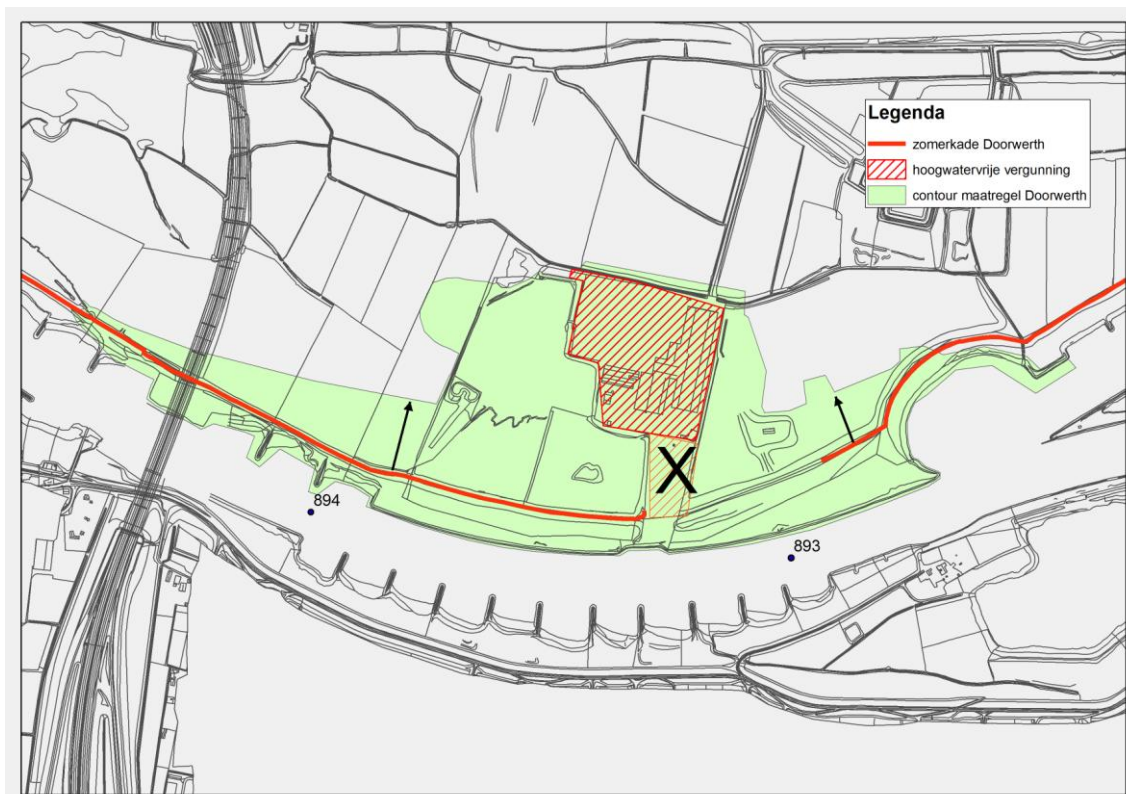 Legenda
zomerkade Doorwerth
hoogwatervrije vergunning
contour maatregel Doorwerth
X
894
893